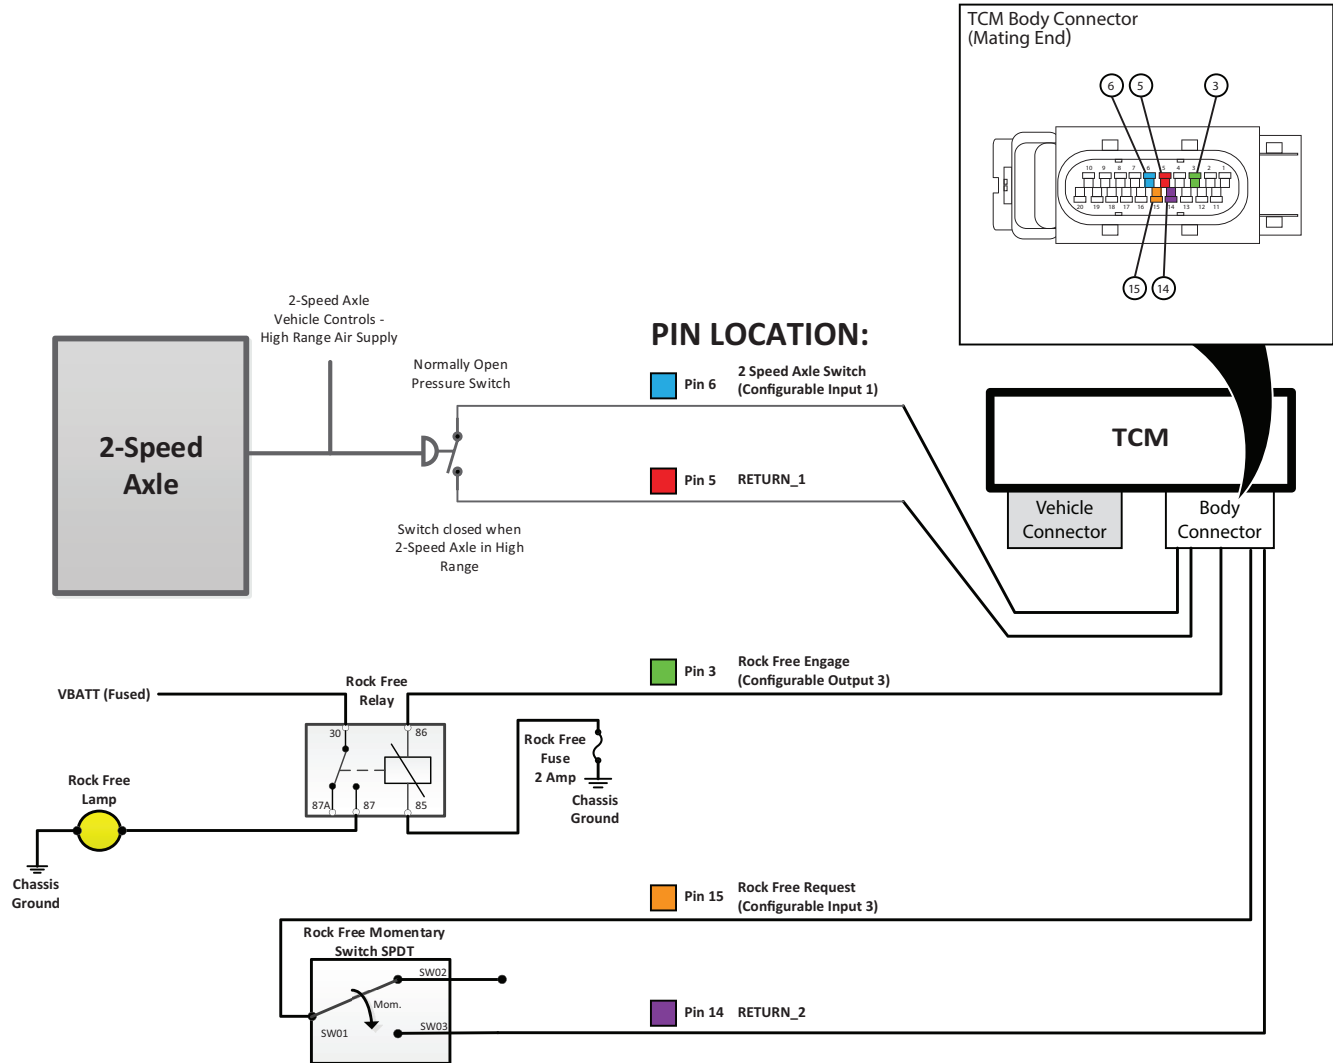 TCM Body Connector
(Mating End)
6
5
3
10 9 8 7 6 5 4 3 2 1
20 19 18 17 16 15 14 13 12 11
15
14
2-Speed Axle
Vehicle Controls -
High Range Air Supply
Normally Open
Pressure Switch
PIN LOCATION:
Pin 6
2 Speed Axle Switch
(Configurable Input 1)
2-Speed
Axle
TCM
Pin 5 RETURN_1
Vehicle
Connector
Body
Connector
Switch closed when
2-Speed Axle in High
Range
Pin 3
Rock Free Engage
(Configurable Output 3)
VBATT (Fused)
Rock Free
Relay
30
86
87A
87
85
Rock Free
Fuse
2 Amp
Chassis
Ground
Rock Free
Lamp
Chassis
Ground
Pin 15
Rock Free Request
(Configurable Input 3)
Rock Free Momentary
Switch SPDT
SW02
Mom.
SW01
SW03
Pin 14 RETURN_2